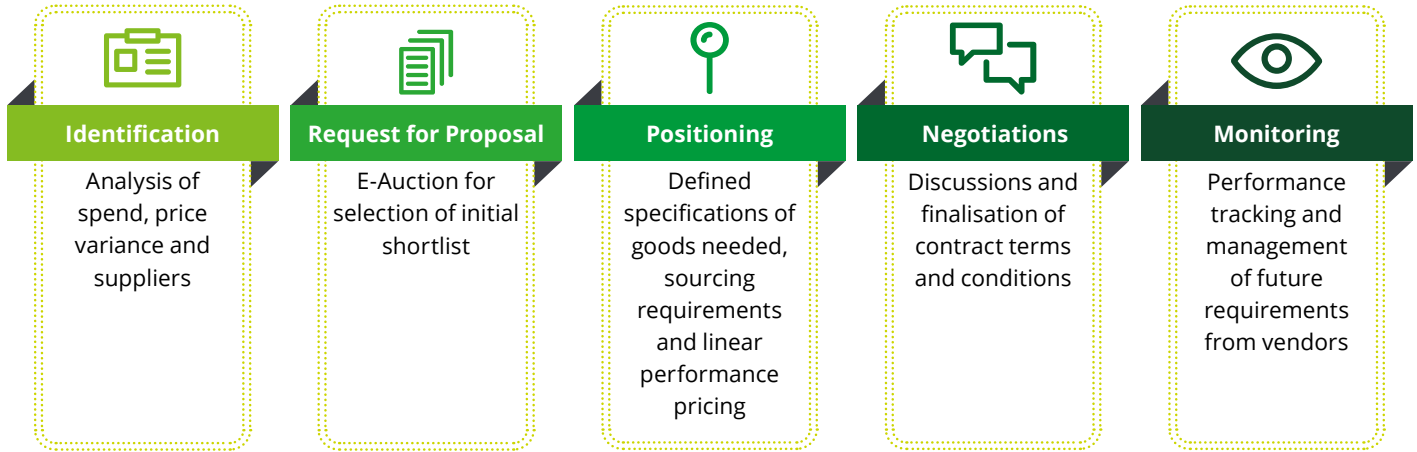 Identification
Analysis of
spend, price
variance and
suppliers
Request for Proposal
E-Auction for
selection of initial
shortlist
Positioning
Defined
specifications of
goods needed,
sourcing
requirements
and linear
performance
pricing
Negotiations
Discussions and
finalisation of
contract terms
and conditions
Monitoring
Performance
tracking and
management
of future
requirements
from vendors